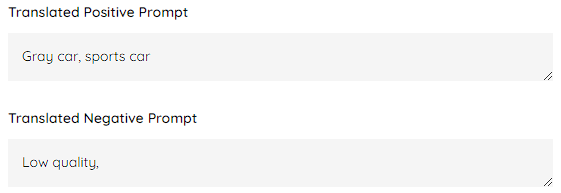 Translated Positive Prompt
Gray car, sports car
Translated Negative Prompt
Low quality,